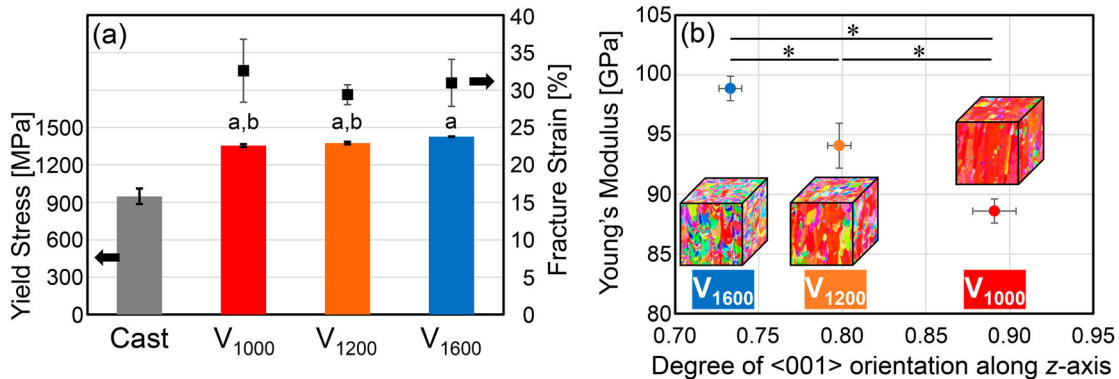 (a)
Yield Stress [MPa]
1500
1200
900
600
300
0
a,b
a,b
a
40
35
30
25
20
15
10
5
0
Fracture Strain [%]
Cast
V1000
V1200
V1600
(b)
Young's Modulus [GPa]
105
100
95
90
85
80
*
*
*
V1600
V1200
V1000
0.70
0.75
0.80
0.85
0.90
0.95
Degree of <001> orientation along z-axis